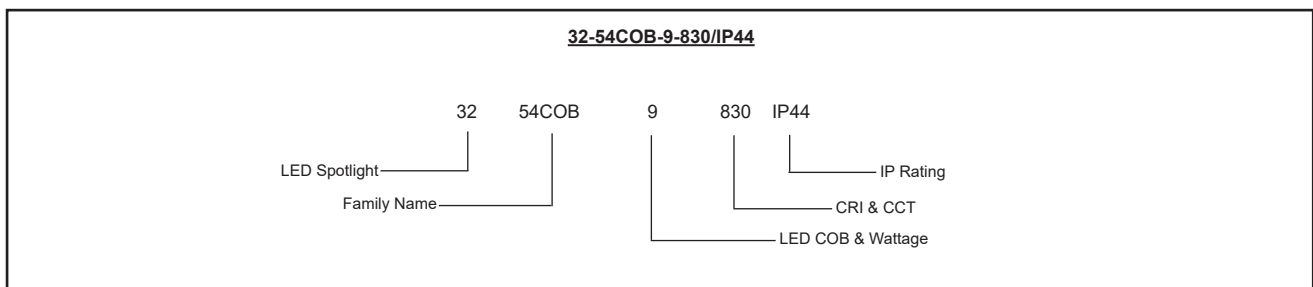 32-54COB-9-830/IP44
32 54COB 9 830 IP44
LED Spotlight IP Rating
Family Name CRI & CCT
LED COB & Wattage